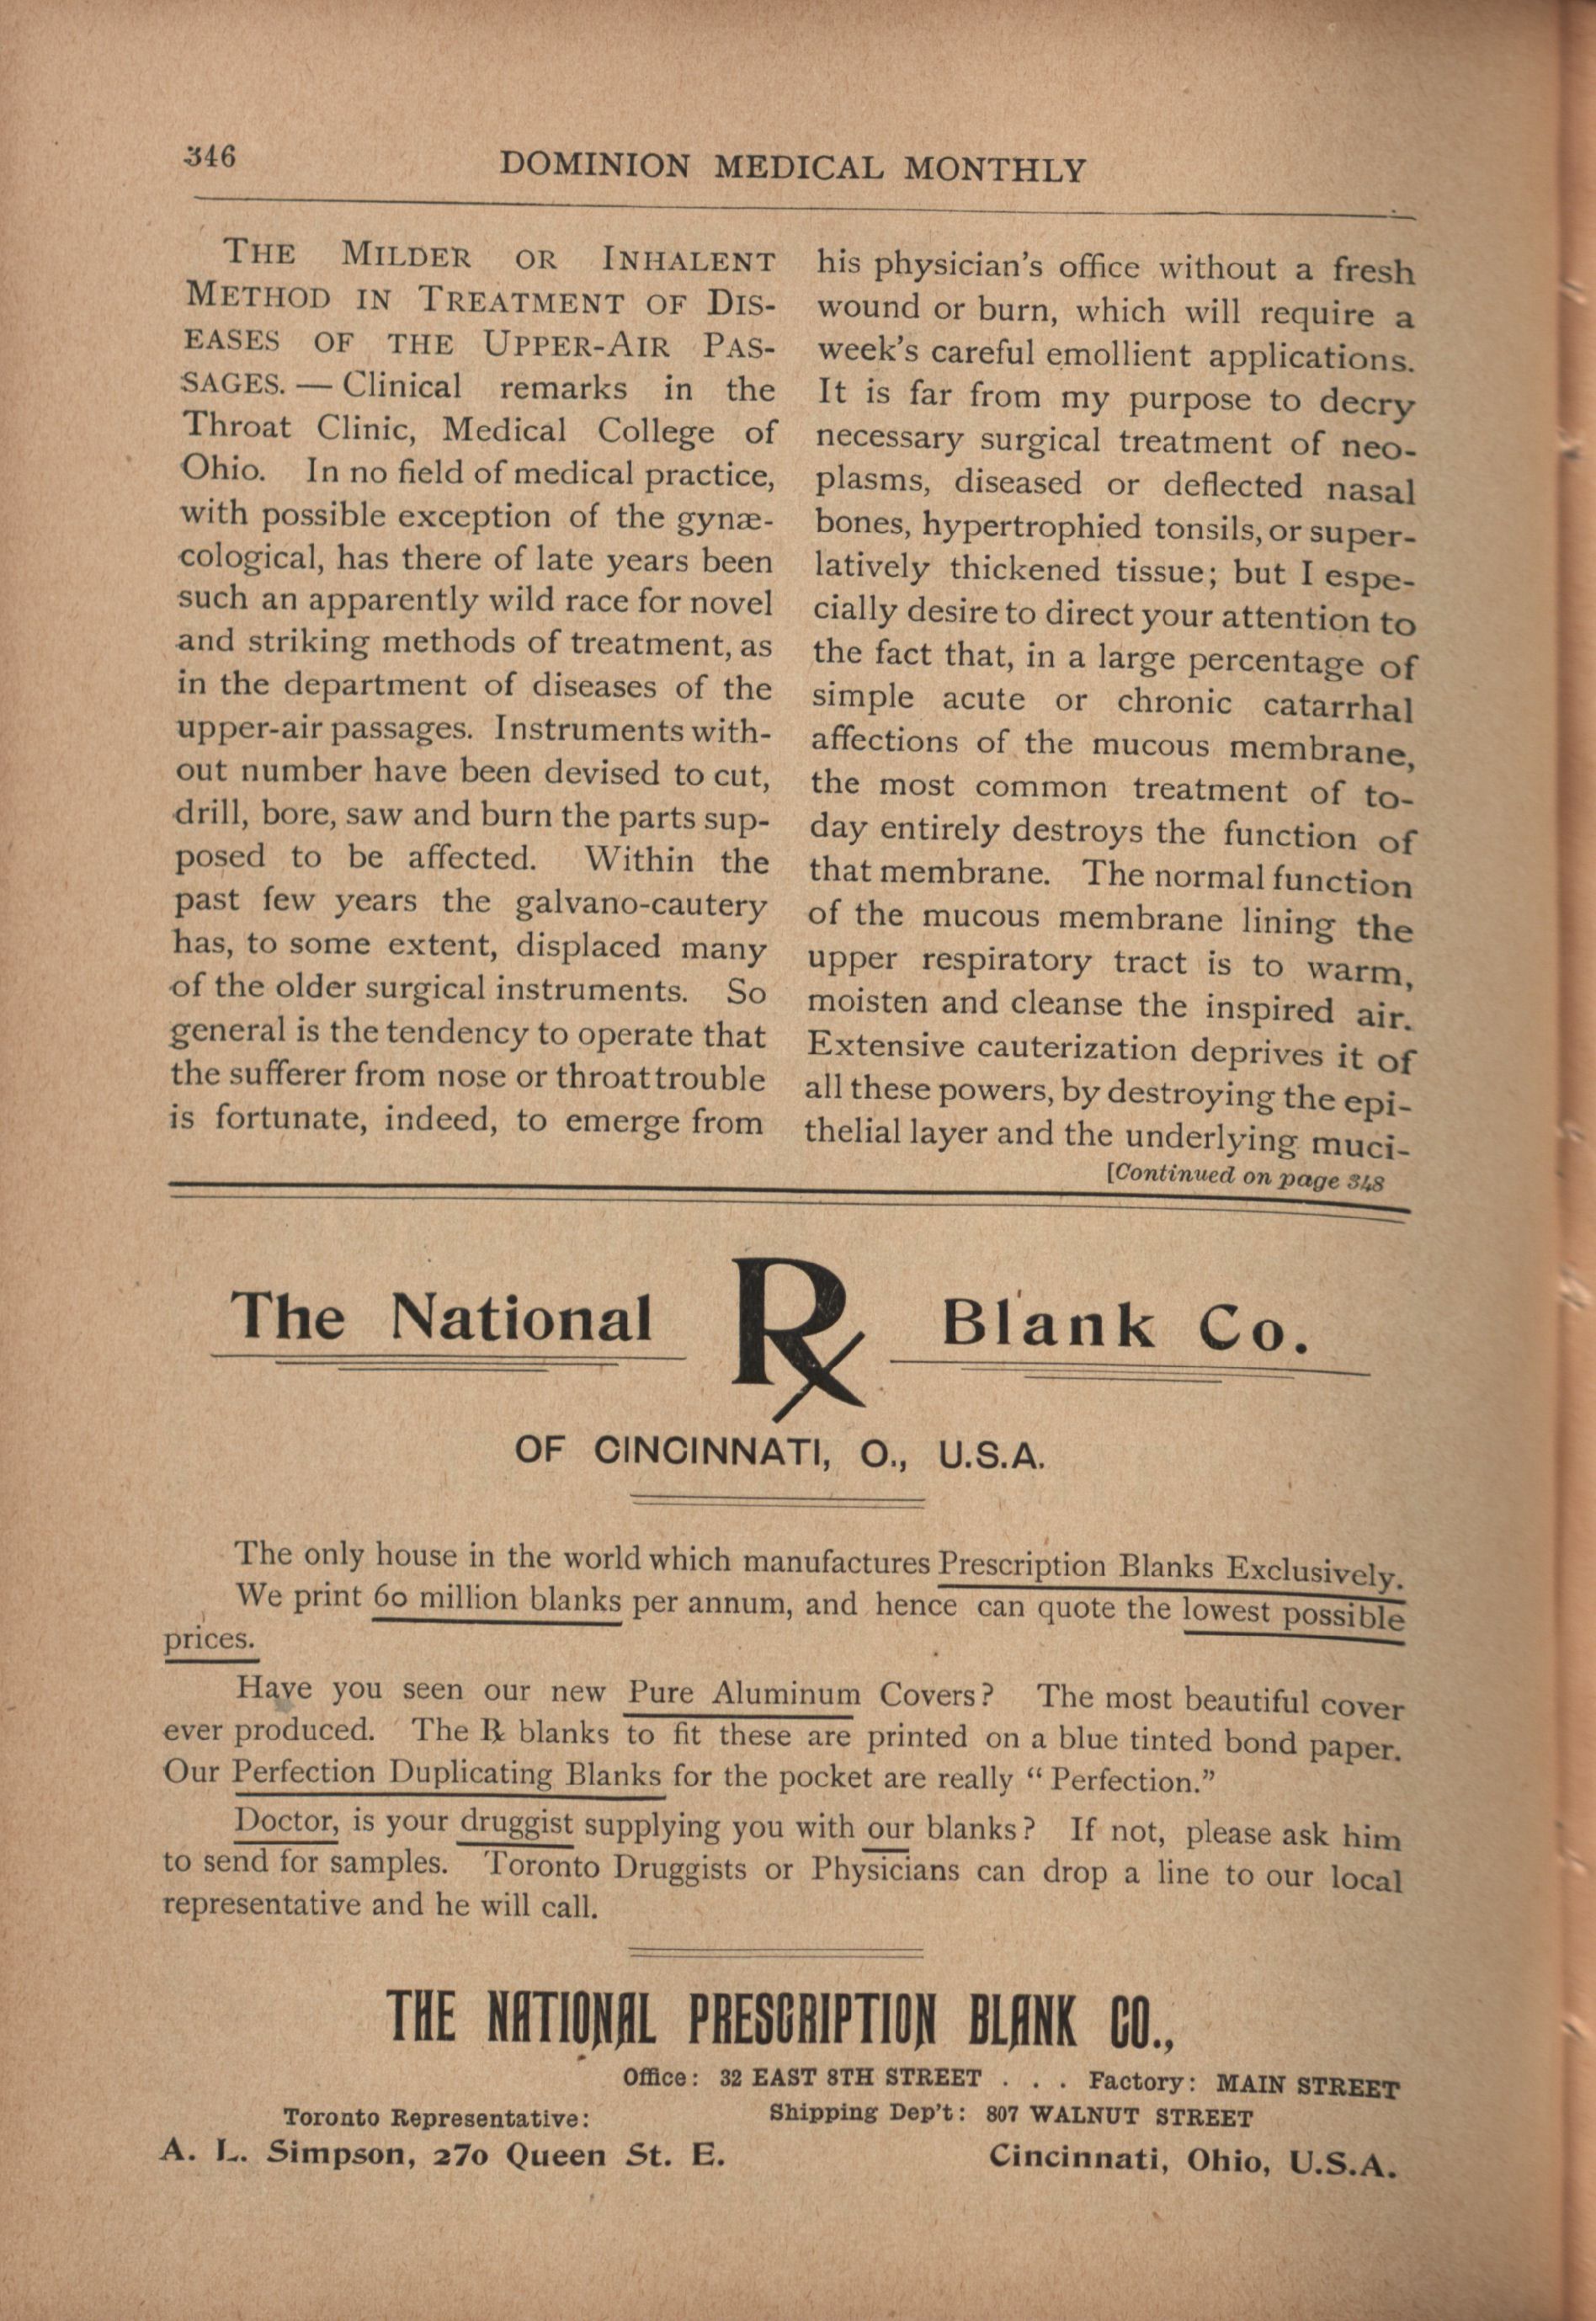 346
DOMINION MEDICAL MONTHLY
THE MILDER OR INHALENT
METHOD IN TREATMENT OF DIS-
EASES OF THE UPPER-AIR PAS-
SAGES. — Clinical remarks in the
Throat Clinic, Medical College of
Ohio. In no field of medical practice,
with possible exception of the gynæ-
cological, has there of late years been
such an apparently wild race for novel
and striking methods of treatment, as
in the department of diseases of the
upper-air passages. Instruments with-
out number have been devised to cut,
drill, bore, saw and burn the parts sup-
posed to be affected. Within the
past few years the galvano-cautery
has, to some extent, displaced many
of the older surgical instruments. So
general is the tendency to operate that
the sufferer from nose or throat trouble
is fortunate, indeed, to emerge from
his physician's office without a fresh
wound or burn, which will require a
week's careful emollient applications.
It is far from my purpose to decry
necessary surgical treatment of neo-
plasms, diseased or deflected nasal
bones, hypertrophied tonsils, or super-
latively thickened tissue; but I espe-
cially desire to direct your attention to
the fact that, in a large percentage of
simple acute or chronic catarrhal
affections of the mucous membrane,
the most common treatment of to-
day entirely destroys the function of
that membrane. The normal function
of the mucous membrane lining the
upper respiratory tract is to warm,
moisten and cleanse the inspired air.
Extensive cauterization deprives it of
all these powers, by destroying the epi-
thelial layer and the underlying muci-
[Continued on page 348
The National ℞ Blank Co.
OF CINCINNATI, O., U.S.A.
The only house in the world which manufactures Prescription Blanks Exclusively.
We print 60 million blanks per annum, and hence can quote the lowest possible
prices.
Have you seen our new Pure Aluminum Covers? The most beautiful cover
ever produced. The ℞ blanks to fit these are printed on a blue tinted bond paper.
Our Perfection Duplicating Blanks for the pocket are really "Perfection."
Doctor, is your druggist supplying you with our blanks? If not, please ask him
to send for samples. Toronto Druggists or Physicians can drop a line to our local
representative and he will call.
THE NATIONAL PRESCRIPTION BLANK CO.,
Office: 32 EAST 8TH STREET . . . Factory: MAIN STREET
Toronto Representative: Shipping Dep't: 807 WALNUT STREET
A. L. Simpson, 270 Queen St. E. Cincinnati, Ohio, U.S.A.